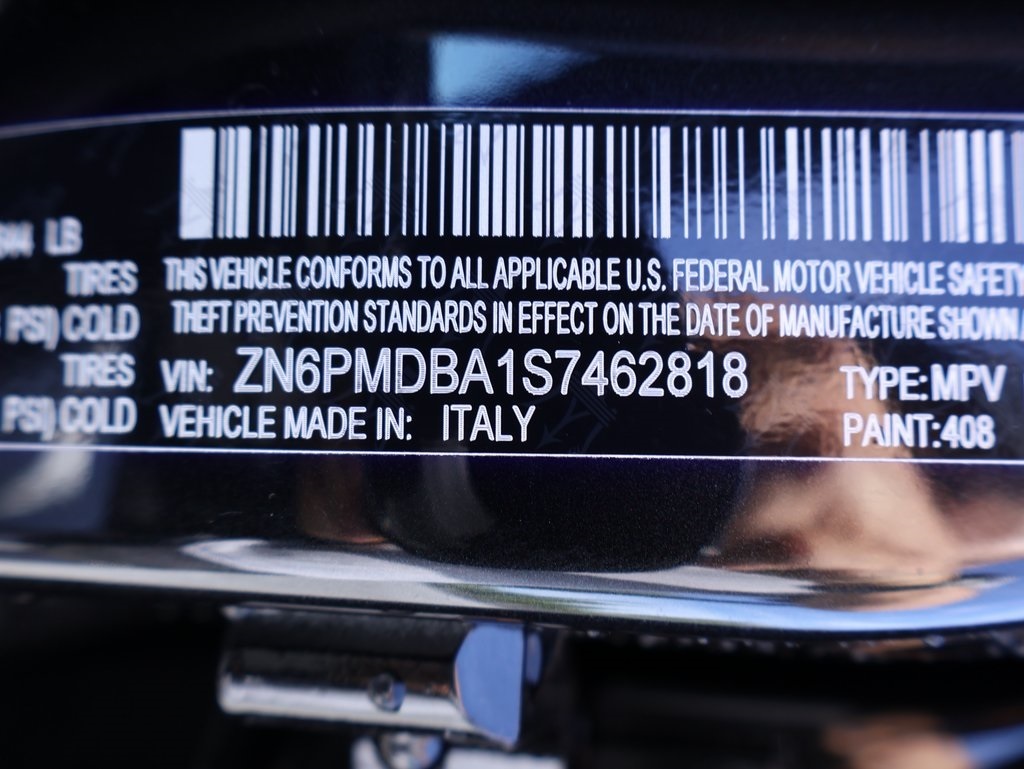 LB
TIRES THIS VEHICLE CONFORMS TO ALL APPLICABLE U.S. FEDERAL MOTOR VEHICLE SAFETY
PSI) COLD THEFT PREVENTION STANDARDS IN EFFECT ON THE DATE OF MANUFACTURE SHOWN
TIRES VIN: ZN6PMDBA1S7462818 TYPE: MPV
PSI) COLD VEHICLE MADE IN: ITALY PAINT:408